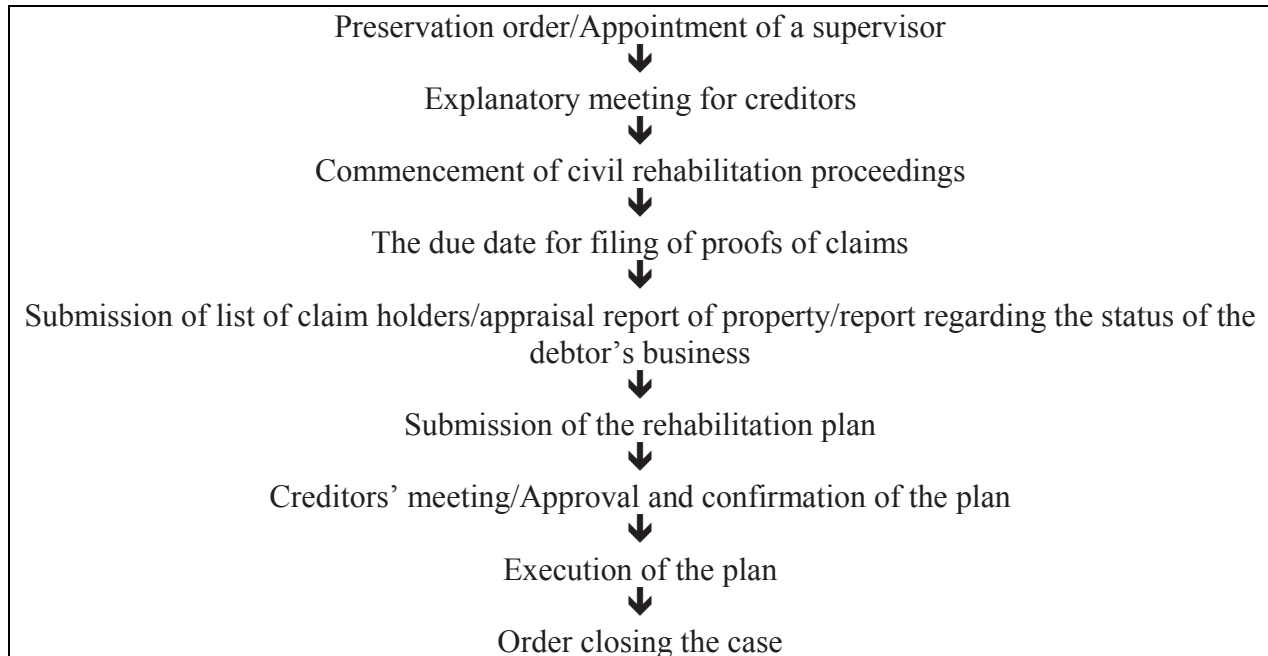 Preservation order/Appointment of a supervisor
Explanatory meeting for creditors
Commencement of civil rehabilitation proceedings
The due date for filing of proofs of claims
Submission of list of claim holders/appraisal report of property/report regarding the status of the
debtor’s business
Submission of the rehabilitation plan
Creditors’ meeting/Approval and confirmation of the plan
Execution of the plan
Order closing the case